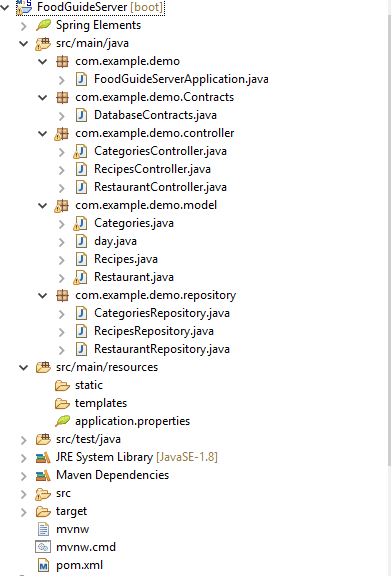 FoodGuideServer [boot]
Spring Elements
src/main/java
com.example.demo
FoodGuideServerApplication.java
com.example.demo.Contracts
DatabaseContracts.java
com.example.demo.controller
CategoriesController.java
RecipesController.java
RestaurantController.java
com.example.demo.model
Categories.java
day.java
Recipes.java
Restaurant.java
com.example.demo.repository
CategoriesRepository.java
RecipesRepository.java
RestaurantRepository.java
src/main/resources
static
templates
application.properties
src/test/java
JRE System Library [JavaSE-1.8]
Maven Dependencies
src
target
mvnw
mvnw.cmd
pom.xml